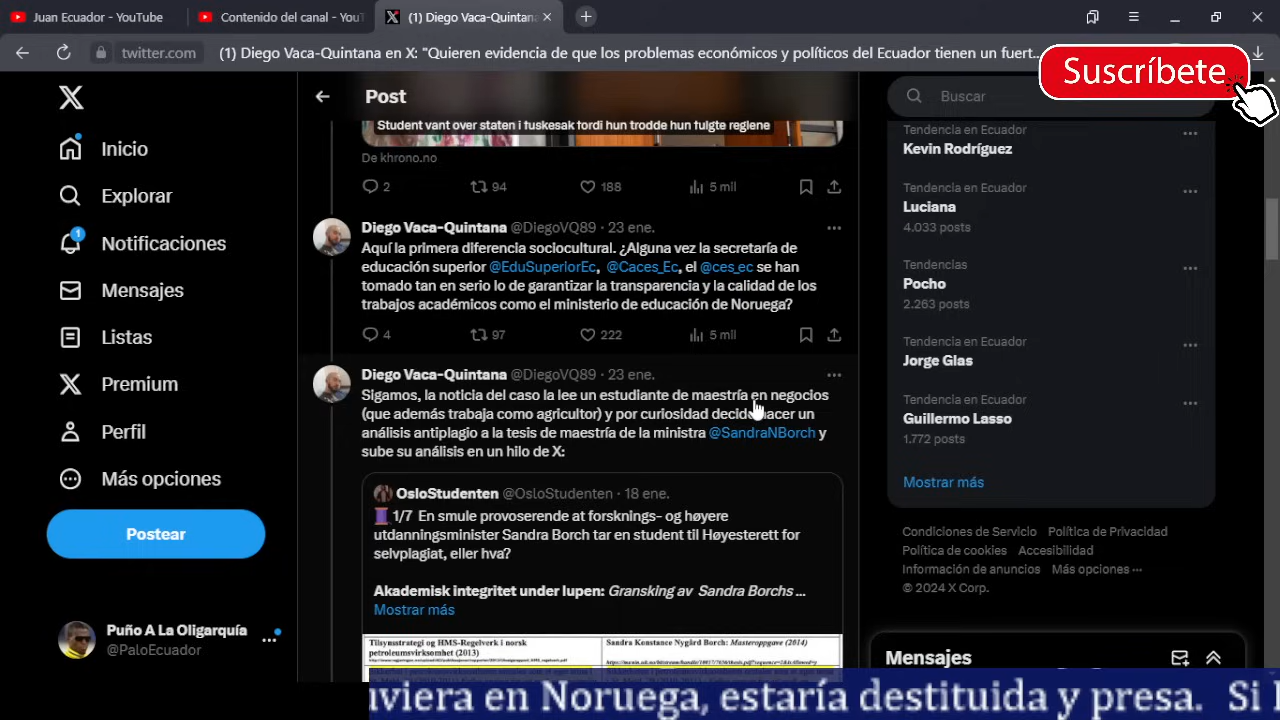 Juan Ecuador - YouTube
Contenido del canal - You
(1) Diego Vaca-Quintana
twitter.com
(1) Diego Vaca-Quintana en X: "Quieren evidencia de que los problemas económicos y políticos del Ecuador tienen un fuert...
Suscríbete
X
Inicio
Explorar
1
Notificaciones
Mensajes
Listas
Premium
Perfil
Más opciones
Postear
Puño A La Oligarquía
@PaloEcuador
Post
Student vant over staten i fuskesak fordi hun trodde hun fulgte reglene
De khrono.no
2 94 188 5 mil
Diego Vaca-Quintana @DiegoVQ89 · 23 ene.
Aquí la primera diferencia sociocultural. ¿Alguna vez la secretaría de
educación superior @EduSuperiorEc, @Caces_Ec, el @ces_ec se han
tomado tan en serio lo de garantizar la transparencia y la calidad de los
trabajos académicos como el ministerio de educación de Noruega?
4 97 222 5 mil
Diego Vaca-Quintana @DiegoVQ89 · 23 ene.
Sigamos, la noticia del caso la lee un estudiante de maestría en negocios
(que además trabaja como agricultor) y por curiosidad decide hacer un
análisis antiplagio a la tesis de maestría de la ministra @SandraNBorch y
sube su análisis en un hilo de X:
OsloStudenten @OsloStudenten · 18 ene.
1/7 En smule provoserende at forsknings- og høyere
utdanningsminister Sandra Borch tar en student til Høyesterett for
selvplagiat, eller hva?
Akademisk integritet under lupen: Gransking av Sandra Borchs ...
Mostrar más
Tilsynsstrategi og HMS-Regelverk i norsk
petroleumsvirksomhet (2013)
Sandra Konstance Nygård Borch: Masteroppgave (2014)
Buscar
Tendencia en Ecuador
Kevin Rodríguez
Tendencia en Ecuador
Luciana
4.033 posts
Tendencias
Pocho
2.263 posts
Tendencia en Ecuador
Jorge Glas
Tendencia en Ecuador
Guillermo Lasso
1.772 posts
Mostrar más
Condiciones de Servicio Política de Privacidad
Política de cookies Accesibilidad
Información de anuncios Más opciones ...
© 2024 X Corp.
Mensajes
uviera en Noruega, estaría destituida y presa. Si